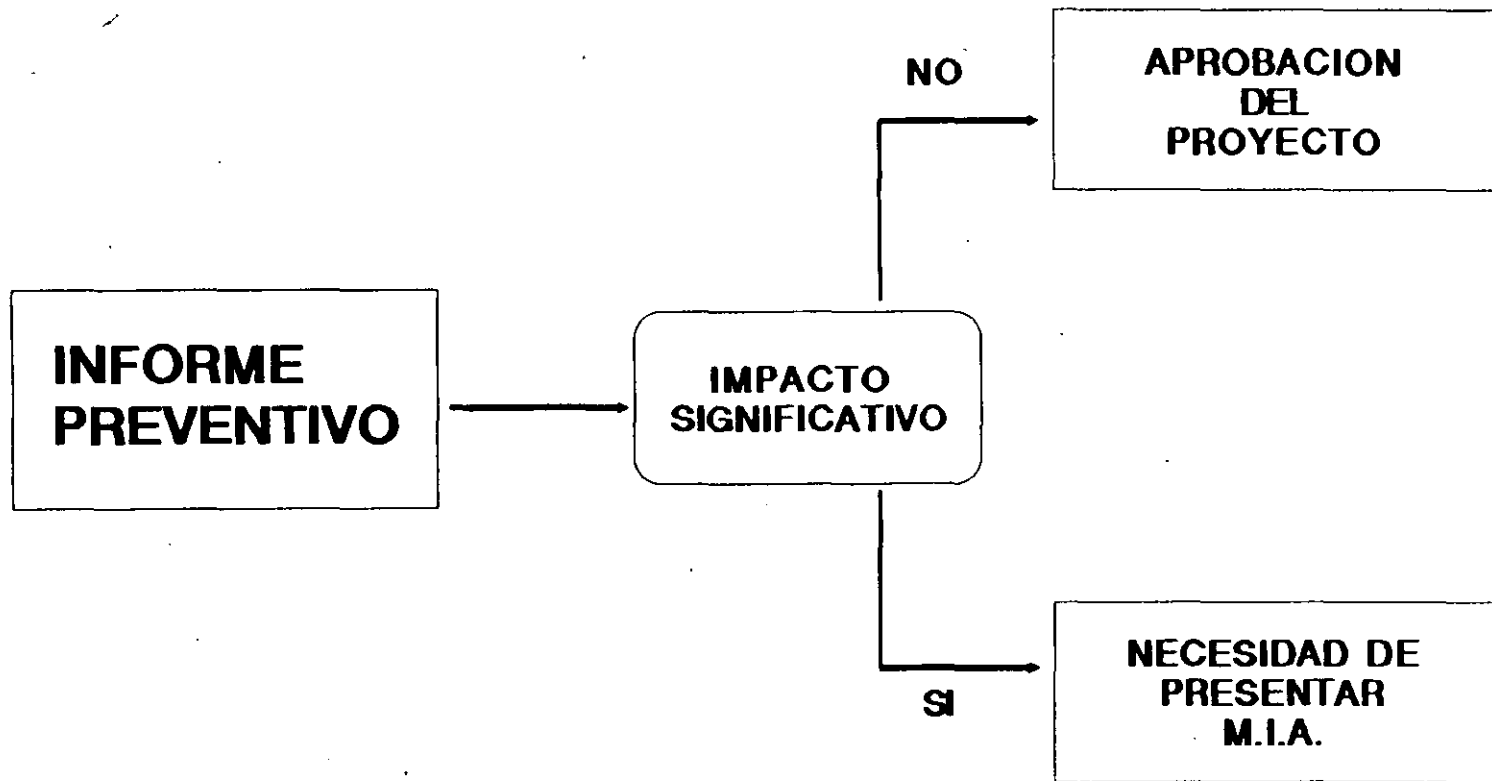 INFORME
PREVENTIVO
IMPACTO
SIGNIFICATIVO
NO
APROBACION
DEL
PROYECTO
SI
NECESIDAD DE
PRESENTAR
M.I.A.